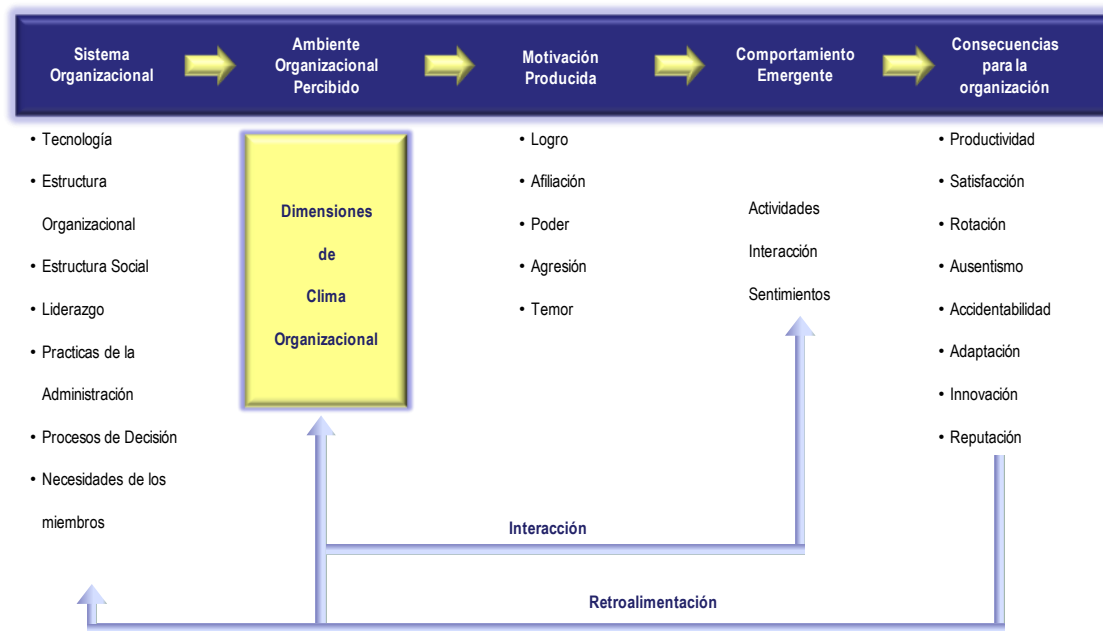 Sistema
Organizacional
Ambiente
Organizacional
Percibido
Motivación
Producida
Comportamiento
Emergente
Consecuencias
para la
organización
• Tecnología
• Estructura
Organizacional
• Estructura Social
• Liderazgo
• Practicas de la
Administración
• Procesos de Decisión
• Necesidades de los
miembros
Dimensiones
de
Clima
Organizacional
• Logro
• Afiliación
• Poder
• Agresión
• Temor
Actividades
Interacción
Sentimientos
• Productividad
• Satisfacción
• Rotación
• Ausentismo
• Accidentabilidad
• Adaptación
• Innovación
• Reputación
Interacción
Retroalimentación